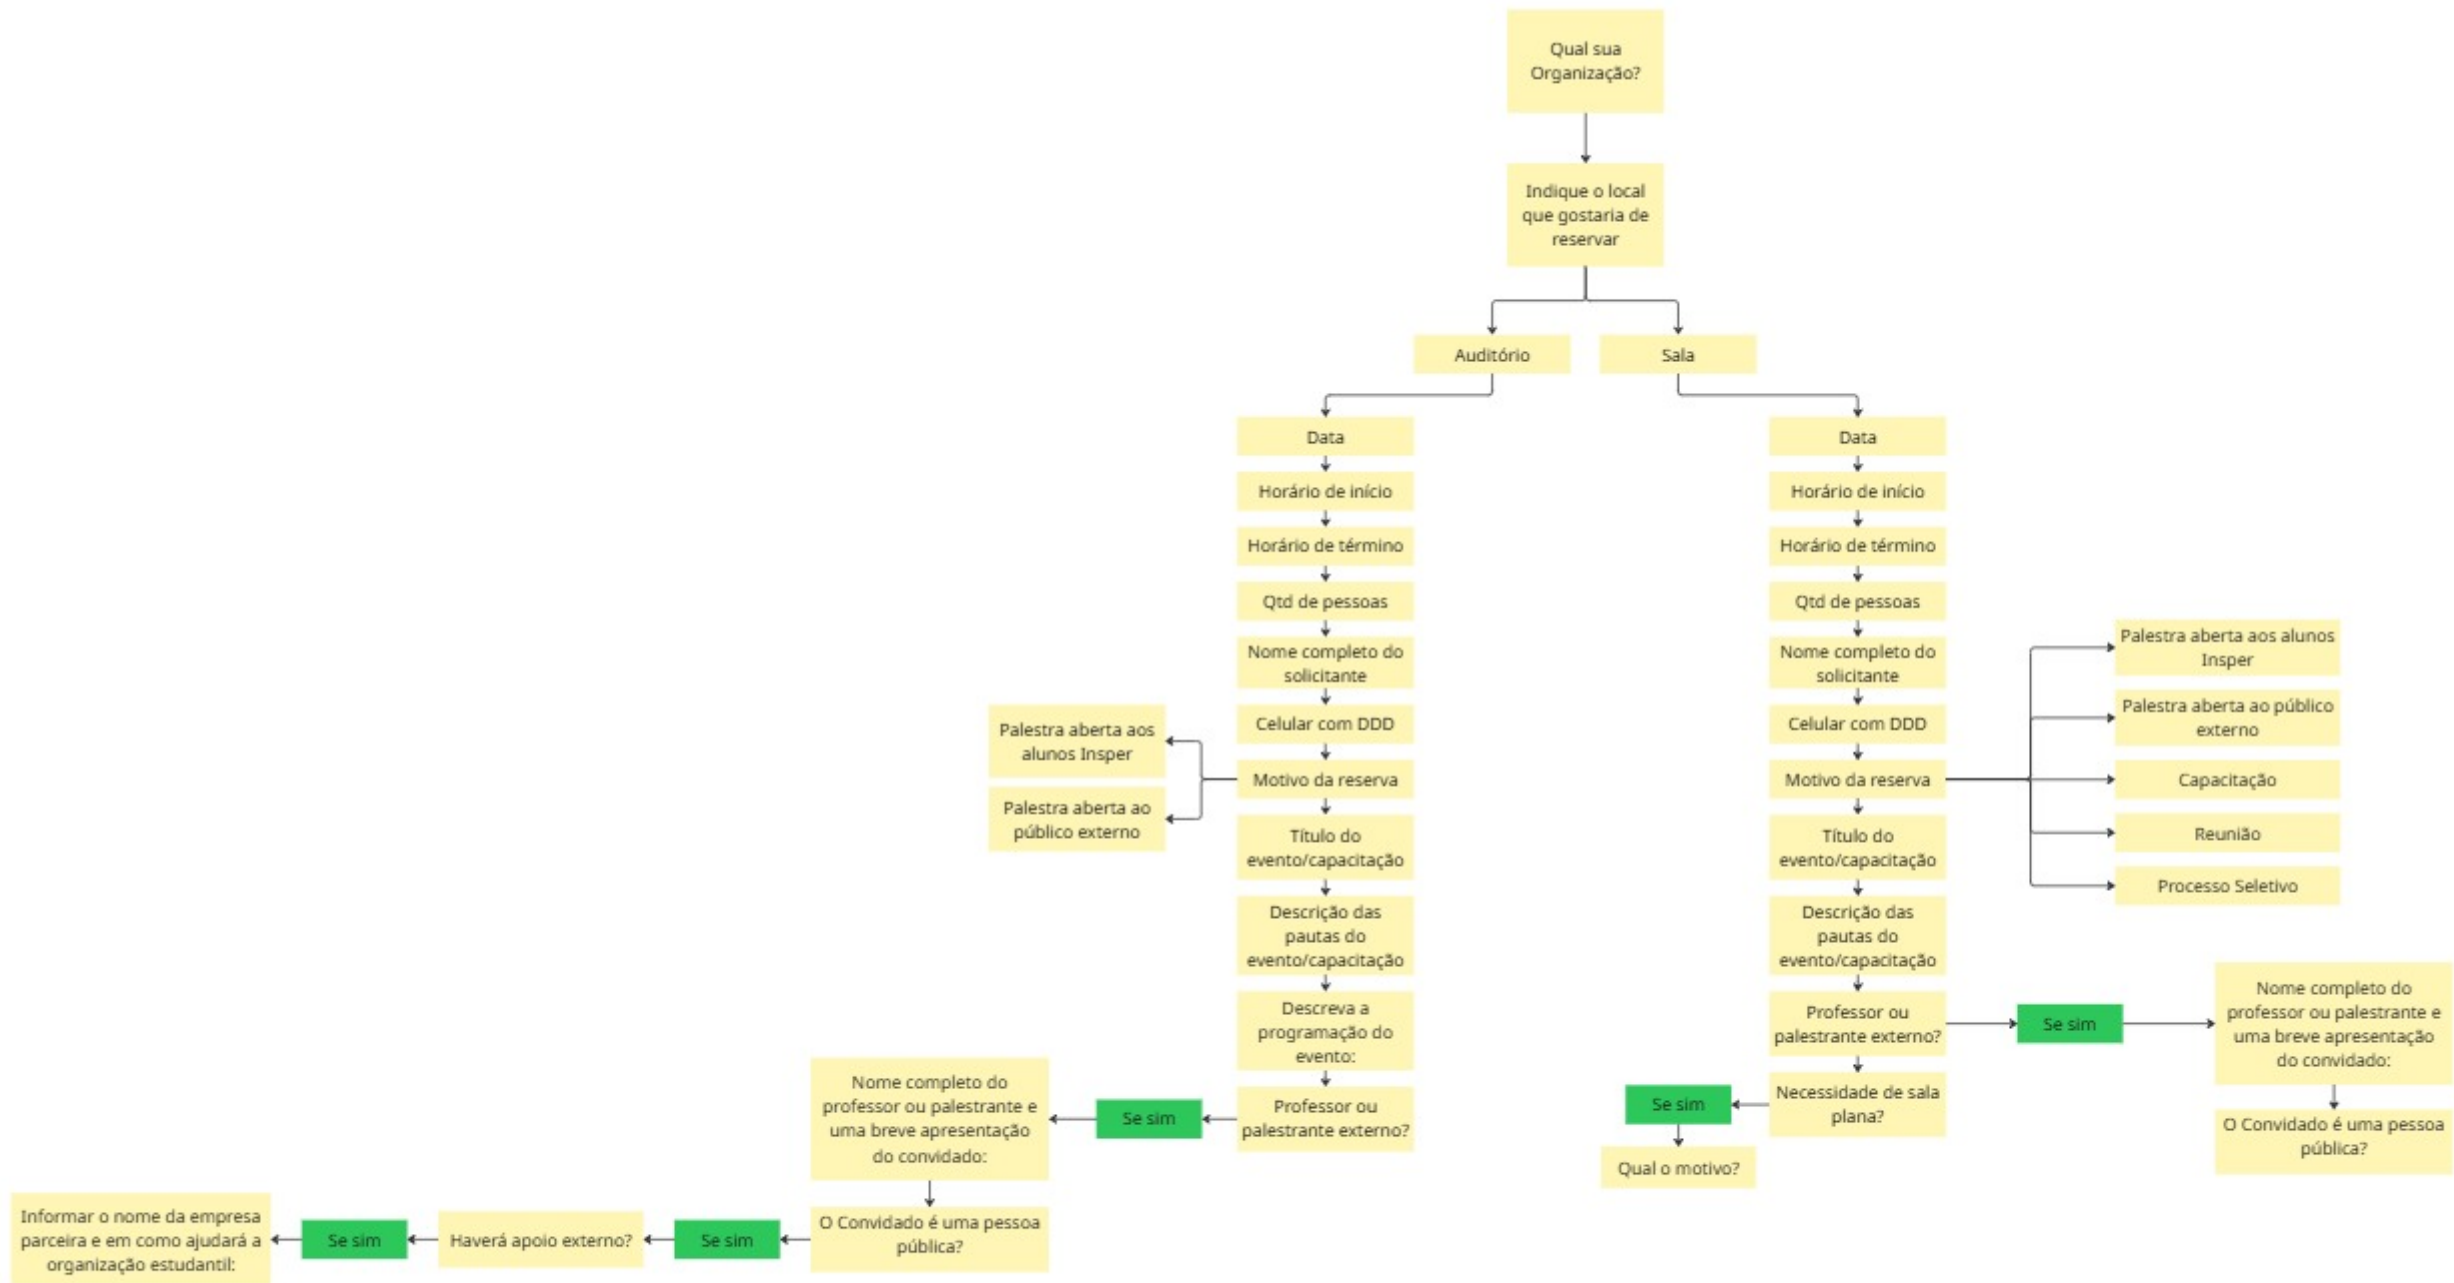 Qual sua
Organização?
Indique o local
que gostaria de
reservar
Auditório
Sala
Data
Horário de início
Horário de término
Qtd de pessoas
Nome completo do
solicitante
Celular com DDD
Motivo da reserva
Palestra aberta aos
alunos Insper
Palestra aberta ao
público externo
Título do
evento/capacitação
Descrição das
pautas do
evento/capacitação
Descreva a
programação do
evento:
Professor ou
palestrante externo?
Se sim
Nome completo do
professor ou palestrante e
uma breve apresentação
do convidado:
O Convidado é uma pessoa
pública?
Se sim
Haverá apoio externo?
Se sim
Informar o nome da empresa
parceira e em como ajudará a
organização estudantil:
Data
Horário de início
Horário de término
Qtd de pessoas
Nome completo do
solicitante
Celular com DDD
Motivo da reserva
Palestra aberta aos alunos
Insper
Palestra aberta ao público
externo
Capacitação
Reunião
Processo Seletivo
Título do
evento/capacitação
Descrição das
pautas do
evento/capacitação
Professor ou
palestrante externo?
Se sim
Nome completo do
professor ou palestrante e
uma breve apresentação
do convidado:
O Convidado é uma pessoa
pública?
Necessidade de sala
plana?
Se sim
Qual o motivo?